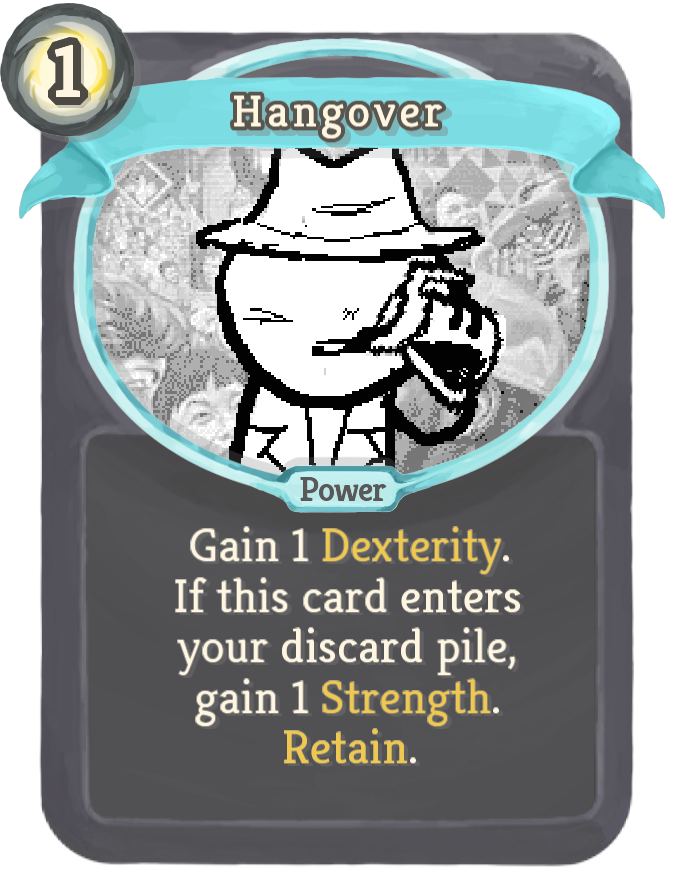 1
Hangover
Power
Gain 1 Dexterity.
If this card enters
your discard pile,
gain 1 Strength.
Retain.